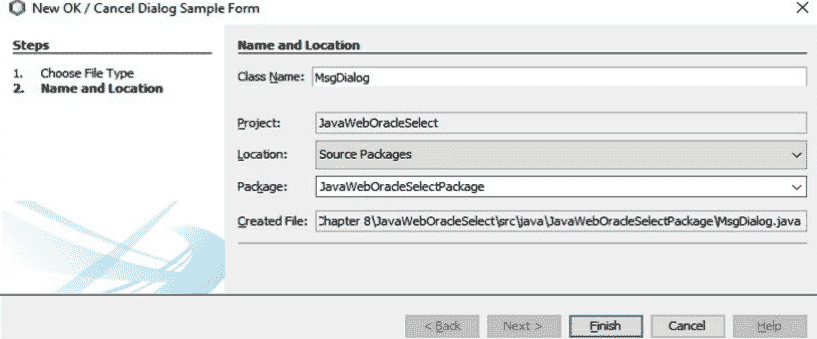 New OK / Cancel Dialog Sample Form
Steps
1. Choose File Type
2. Name and Location
Name and Location
Class Name: MsgDialog
Project: JavaWebOracleSelect
Location: Source Packages
Package: JavaWebOracleSelectPackage
Created File: Chapter 8\JavaWebOracleSelect\src\java\JavaWebOracleSelectPackage\MsgDialog.java
< Back Next > Finish Cancel Help